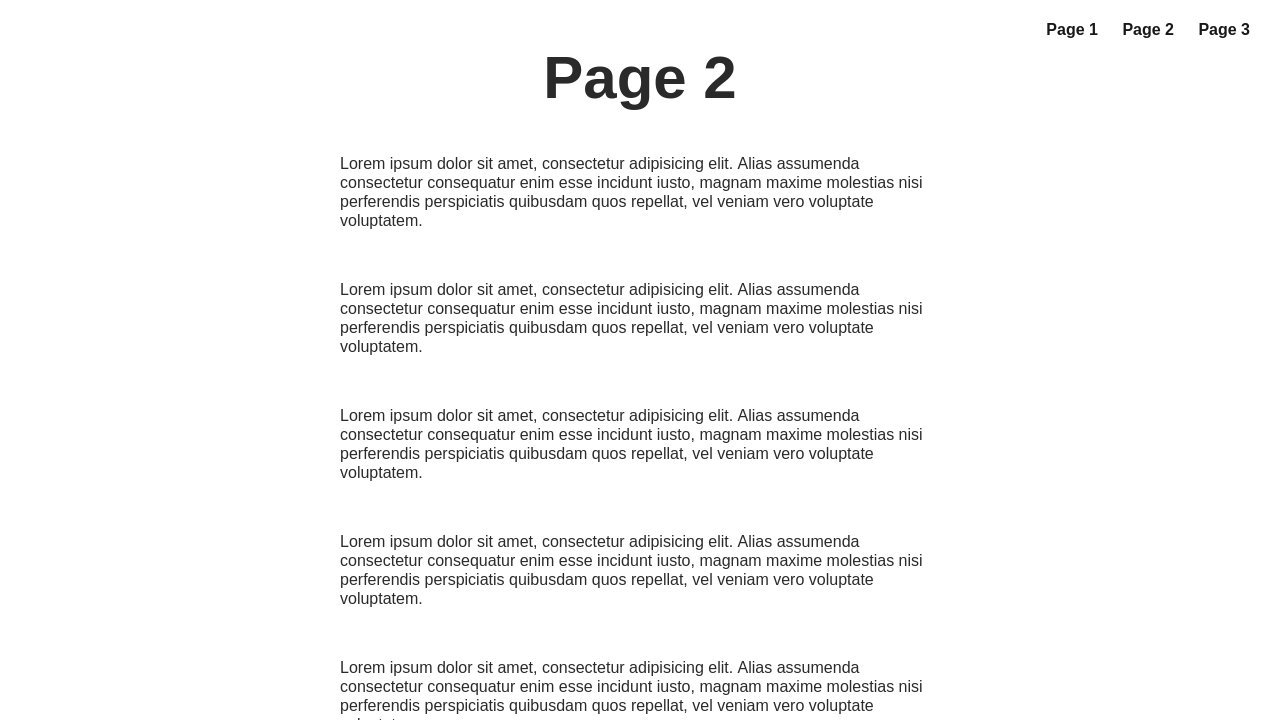 Page 1 Page 2 Page 3
Page 2
Lorem ipsum dolor sit amet, consectetur adipisicing elit. Alias assumenda
consectetur consequatur enim esse incidunt iusto, magnam maxime molestias nisi
perferendis perspiciatis quibusdam quos repellat, vel veniam vero voluptate
voluptatem.
Lorem ipsum dolor sit amet, consectetur adipisicing elit. Alias assumenda
consectetur consequatur enim esse incidunt iusto, magnam maxime molestias nisi
perferendis perspiciatis quibusdam quos repellat, vel veniam vero voluptate
voluptatem.
Lorem ipsum dolor sit amet, consectetur adipisicing elit. Alias assumenda
consectetur consequatur enim esse incidunt iusto, magnam maxime molestias nisi
perferendis perspiciatis quibusdam quos repellat, vel veniam vero voluptate
voluptatem.
Lorem ipsum dolor sit amet, consectetur adipisicing elit. Alias assumenda
consectetur consequatur enim esse incidunt iusto, magnam maxime molestias nisi
perferendis perspiciatis quibusdam quos repellat, vel veniam vero voluptate
voluptatem.
Lorem ipsum dolor sit amet, consectetur adipisicing elit. Alias assumenda
consectetur consequatur enim esse incidunt iusto, magnam maxime molestias nisi
perferendis perspiciatis quibusdam quos repellat, vel veniam vero voluptate